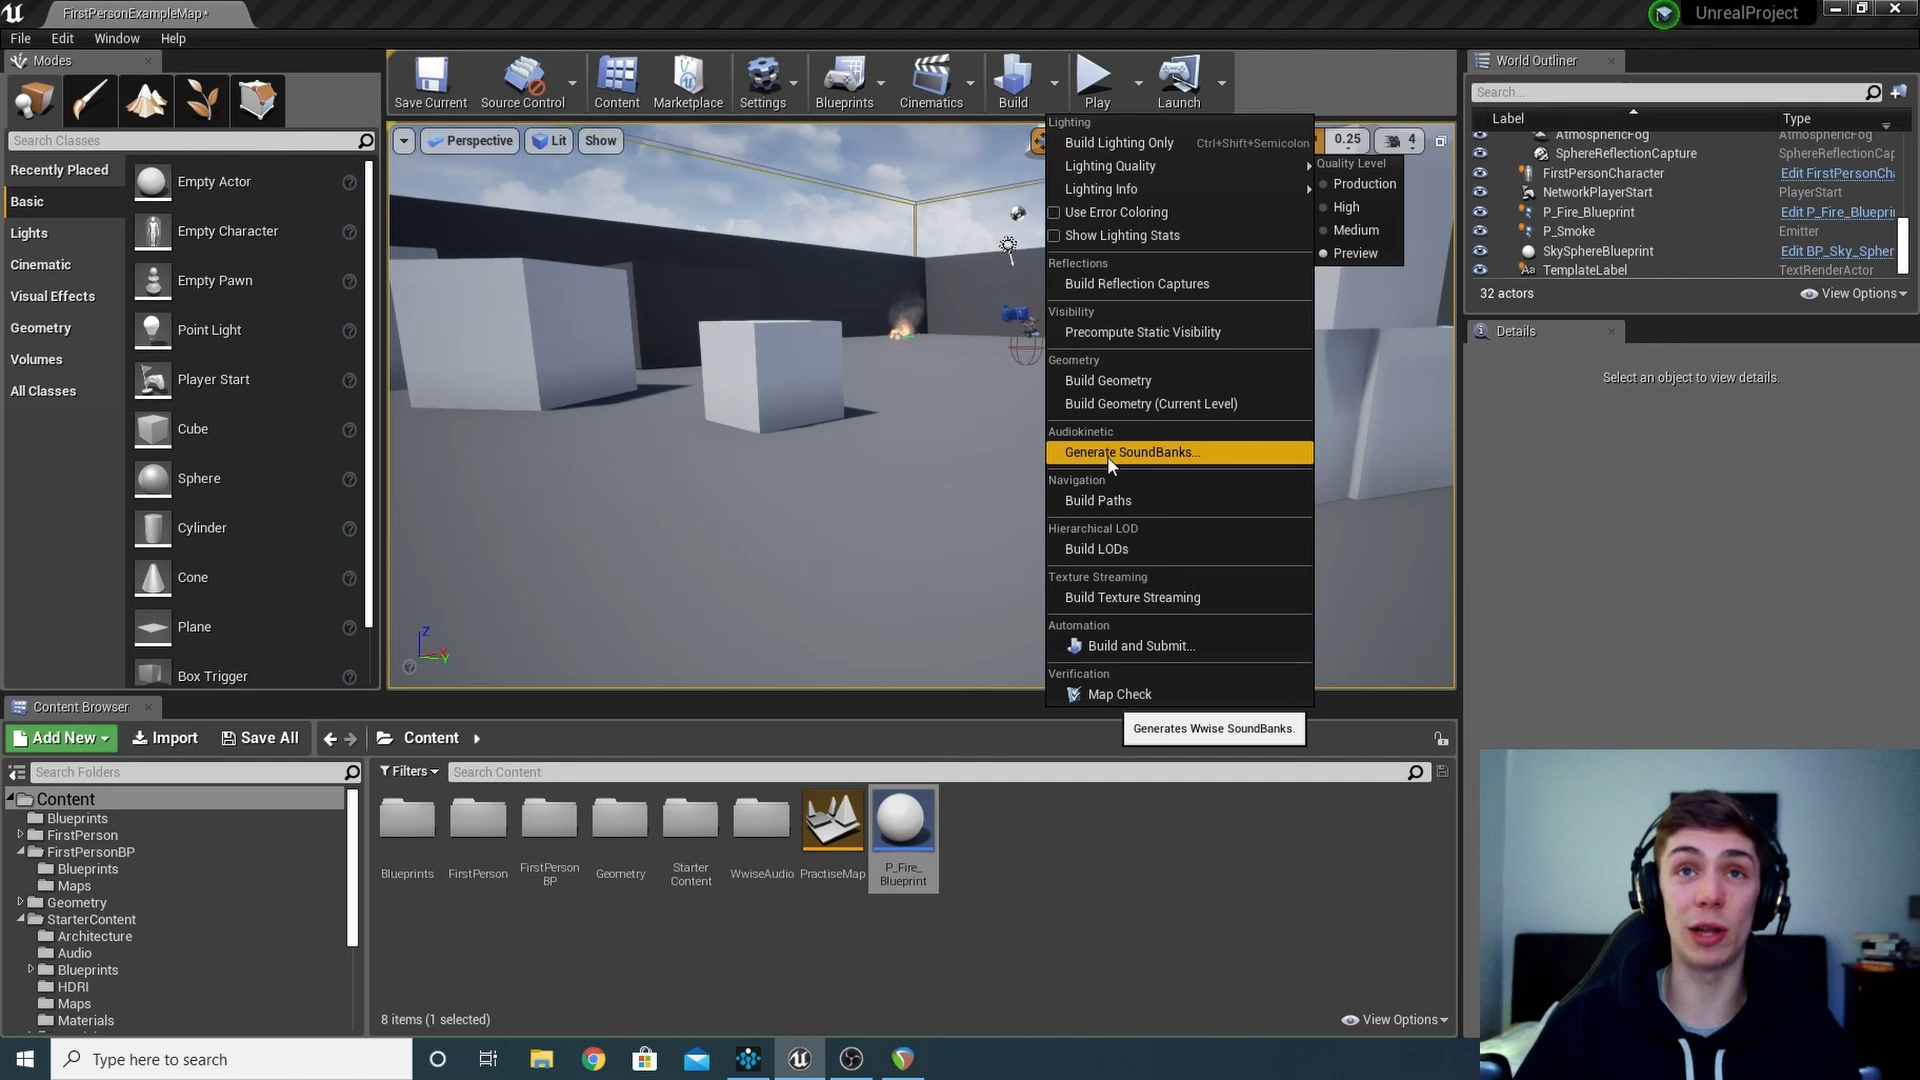 FirstPersonExampleMap*
UnrealProject
File
Edit
Window
Help
Modes
Search Classes
Recently Placed
Basic
Lights
Cinematic
Visual Effects
Geometry
Volumes
All Classes
Empty Actor
Empty Character
Empty Pawn
Point Light
Player Start
Cube
Sphere
Cylinder
Cone
Plane
Box Trigger
Save Current
Source Control
Content
Marketplace
Settings
Blueprints
Cinematics
Build
Play
Launch
Perspective
Lit
Show
0.25
4
Lighting
Build Lighting Only Ctrl+Shift+Semicolon
Lighting Quality
Lighting Info
Use Error Coloring
Show Lighting Stats
Reflections
Build Reflection Captures
Visibility
Precompute Static Visibility
Geometry
Build Geometry
Build Geometry (Current Level)
Audiokinetic
Generate SoundBanks...
Navigation
Build Paths
Hierarchical LOD
Build LODs
Texture Streaming
Build Texture Streaming
Automation
Build and Submit...
Verification
Map Check
Generates Wwise SoundBanks.
Quality Level
Production
High
Medium
Preview
Z
Y
World Outliner
Search...
Label
Type
AtmosphericFog AtmosphericFog
SphereReflectionCapture SphereReflectionCap
FirstPersonCharacter Edit FirstPersonCha
NetworkPlayerStart PlayerStart
P_Fire_Blueprint Edit P_Fire_Blueprin
P_Smoke Emitter
SkySphereBlueprint Edit BP_Sky_Spher
TemplateLabel TextRenderActor
32 actors
View Options
Details
Select an object to view details.
Content Browser
Add New
Import
Save All
Content
Search Folders
Filters
Search Content
Content
Blueprints
FirstPerson
FirstPersonBP
Blueprints
Maps
Geometry
StarterContent
Architecture
Audio
Blueprints
HDRI
Maps
Materials
Blueprints
FirstPerson
FirstPerson
BP
Geometry
Starter
Content
WwiseAudio
PractiseMap
P_Fire_
Blueprint
8 items (1 selected)
View Options
Type here to search